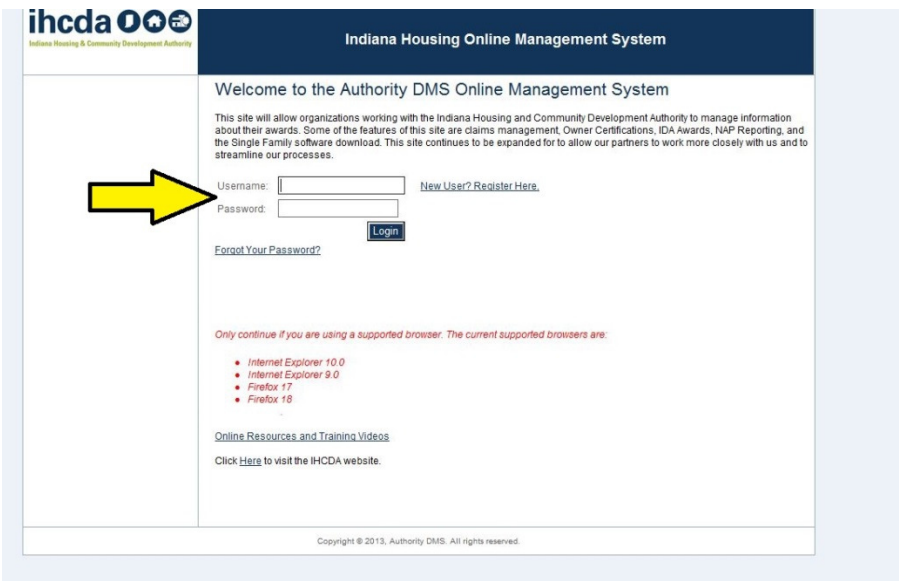 ihcda
Indiana Housing & Community Development Authority
Indiana Housing Online Management System
Welcome to the Authority DMS Online Management System
This site will allow organizations working with the Indiana Housing and Community Development Authority to manage information
about their awards. Some of the features of this site are claims management, Owner Certifications, IDA Awards, NAP Reporting, and
the Single Family software download. This site continues to be expanded for to allow our partners to work more closely with us and to
streamline our processes.
Username: New User? Register Here.
Password:
Login
Forgot Your Password?
Only continue if you are using a supported browser. The current supported browsers are:
• Internet Explorer 10.0
• Internet Explorer 9.0
• Firefox 17
• Firefox 18
Online Resources and Training Videos
Click Here to visit the IHCDA website.
Copyright © 2013, Authority DMS. All rights reserved.